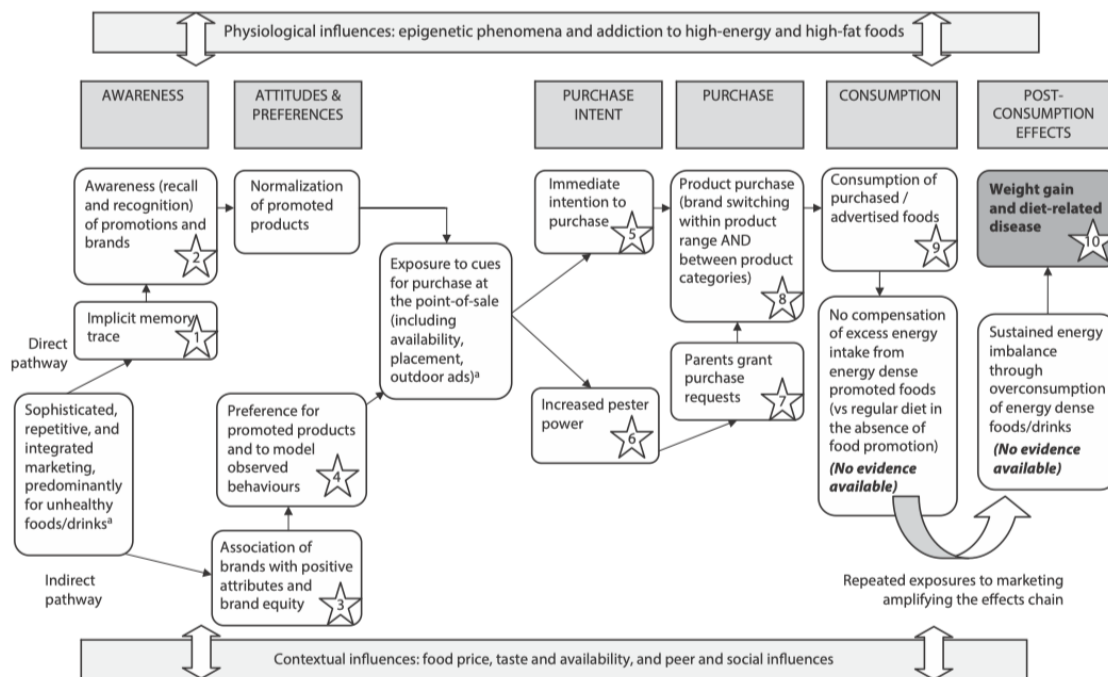 Physiological influences: epigenetic phenomena and addiction to high-energy and high-fat foods
AWARENESS
ATTITUDES &
PREFERENCES
PURCHASE
INTENT
PURCHASE
CONSUMPTION
POST-
CONSUMPTION
EFFECTS
Awareness (recall
and recognition)
of promotions and
brands
2
Normalization
of promoted
products
Immediate
intention to
purchase
5
Product purchase
(brand switching
within product
range AND
between product
categories)
8
Consumption of
purchased /
advertised foods
9
Weight gain
and diet-related
disease
10
Exposure to cues
for purchase at
the point-of-sale
(including
availability,
placement,
outdoor ads)ᵃ
Implicit memory
trace
1
Direct
pathway
Sophisticated,
repetitive, and
integrated
marketing,
predominantly
for unhealthy
foods/drinksᵃ
Preference for
promoted products
and to model
observed
behaviours
4
Increased pester
power
6
Parents grant
purchase
requests
7
No compensation
of excess energy
intake from
energy dense
promoted foods
(vs regular diet in
the absence of
food promotion)
(No evidence
available)
Sustained energy
imbalance
through
overconsumption
of energy dense
foods/drinks
(No evidence
available)
Indirect
pathway
Association of
brands with positive
attributes and
brand equity
3
Repeated exposures to marketing
amplifying the effects chain
Contextual influences: food price, taste and availability, and peer and social influences